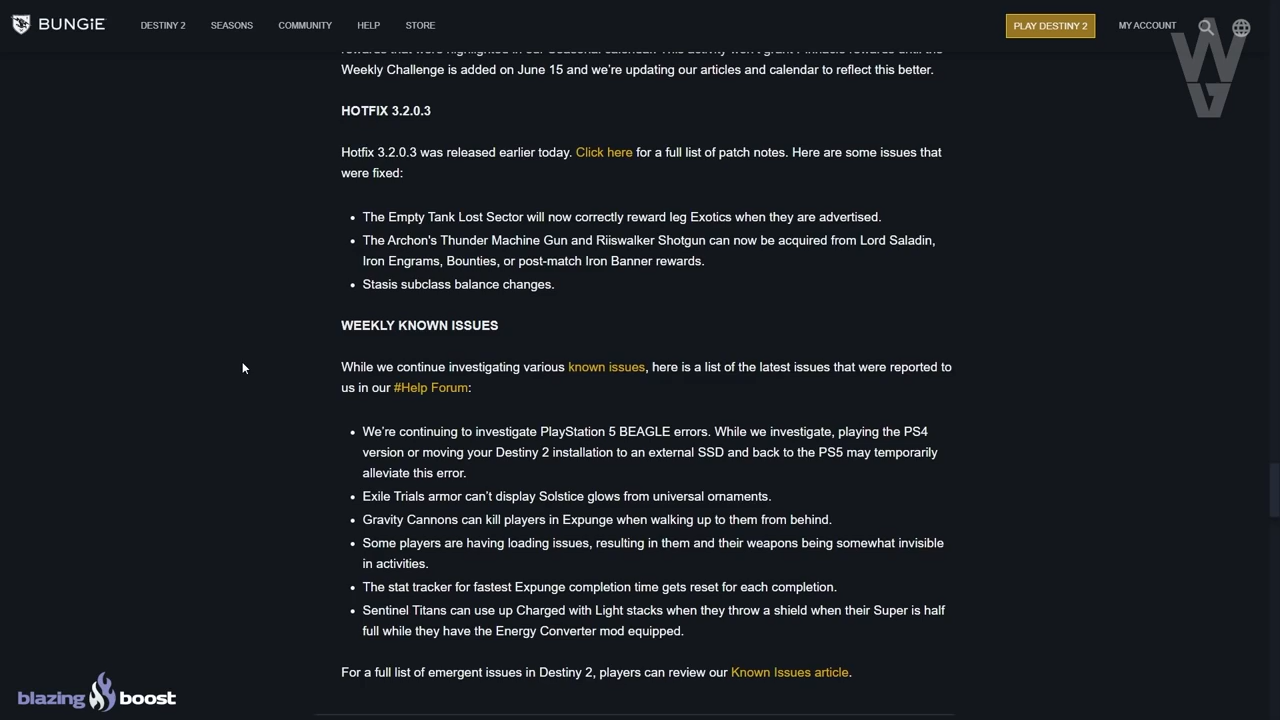 BUNGiE
DESTINY 2
SEASONS
COMMUNITY
HELP
STORE
PLAY DESTINY 2
MY ACCOUNT
rewards that were highlighted in our Seasonal calendar. This activity won't grant Pinnacle rewards until the
Weekly Challenge is added on June 15 and we're updating our articles and calendar to reflect this better.
HOTFIX 3.2.0.3
Hotfix 3.2.0.3 was released earlier today. Click here for a full list of patch notes. Here are some issues that
were fixed:
• The Empty Tank Lost Sector will now correctly reward leg Exotics when they are advertised.
• The Archon's Thunder Machine Gun and Riiswalker Shotgun can now be acquired from Lord Saladin,
Iron Engrams, Bounties, or post-match Iron Banner rewards.
• Stasis subclass balance changes.
WEEKLY KNOWN ISSUES
While we continue investigating various known issues, here is a list of the latest issues that were reported to
us in our #Help Forum:
• We're continuing to investigate PlayStation 5 BEAGLE errors. While we investigate, playing the PS4
version or moving your Destiny 2 installation to an external SSD and back to the PS5 may temporarily
alleviate this error.
• Exile Trials armor can't display Solstice glows from universal ornaments.
• Gravity Cannons can kill players in Expunge when walking up to them from behind.
• Some players are having loading issues, resulting in them and their weapons being somewhat invisible
in activities.
• The stat tracker for fastest Expunge completion time gets reset for each completion.
• Sentinel Titans can use up Charged with Light stacks when they throw a shield when their Super is half
full while they have the Energy Converter mod equipped.
For a full list of emergent issues in Destiny 2, players can review our Known Issues article.
blazing boost